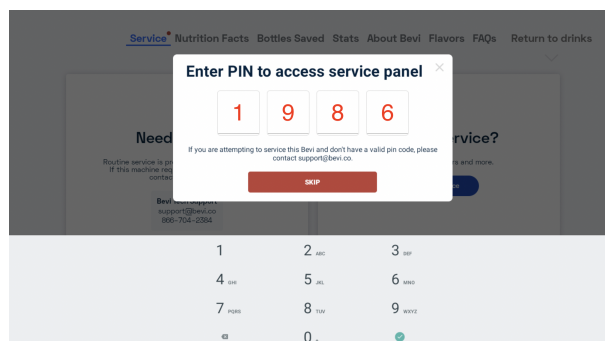 Service Nutrition Facts Bottles Saved Stats About Bevi Flavors FAQs Return to drinks
Enter PIN to access service panel
1 9 8 6
Need
rvice?
If you are attempting to service this Bevi and don't have a valid pin code, please
contact support@bevi.co.
Routine service is pr
rs and more.
If this machine req
contac
SKIP
Bevi Tech Support
support@bevi.co
866-704-2384
1
2 ABC
3 DEF
4 GHI
5 JKL
6 MNO
7 PQRS
8 TUV
9 WXYZ
0